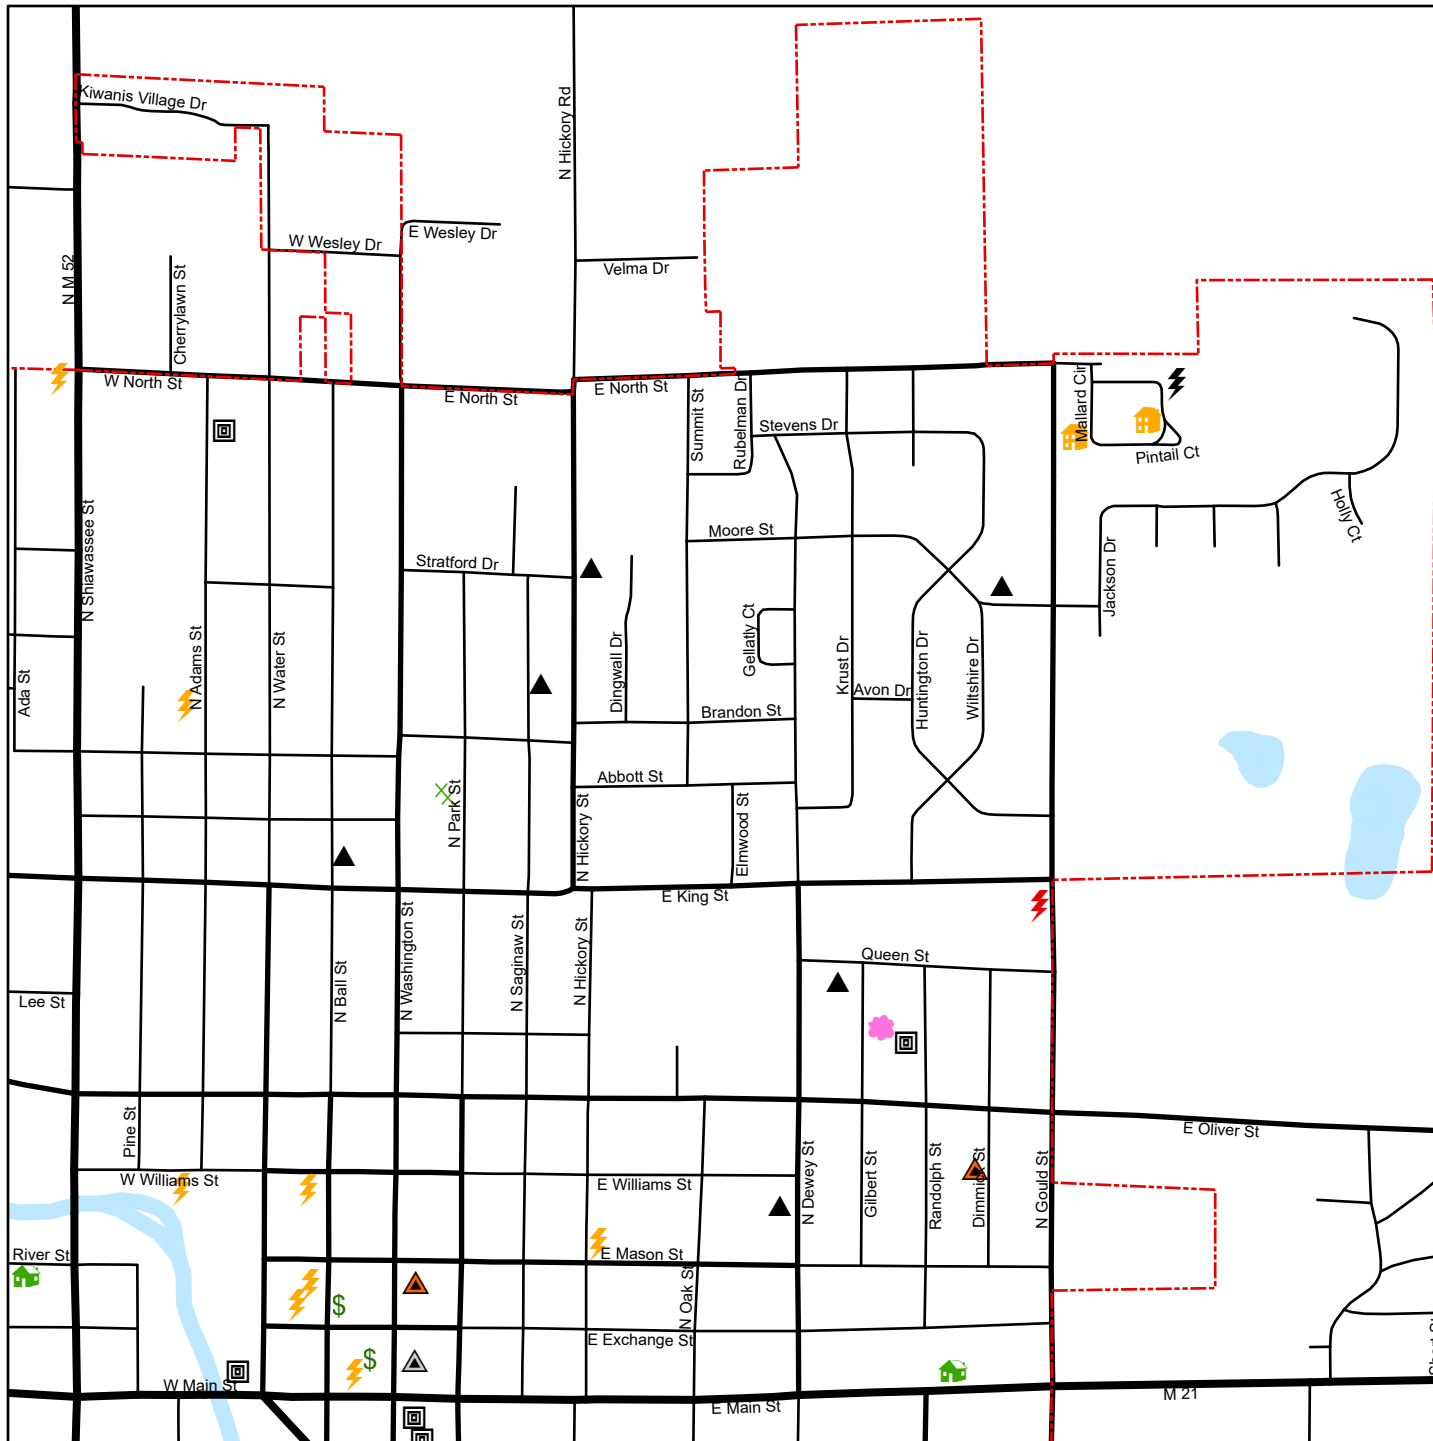 Kiwanis Village Dr
N Hickory Rd
W Wesley Dr
E Wesley Dr
Velma Dr
N M 52
Cherrylawn St
W North St
E North St
E North St
Summit St
Rubelman Dr
Stevens Dr
Mallard Cir
Pintail Ct
Holly Ct
N Shiawassee St
Moore St
Stratford Dr
Jackson Dr
Ada St
N Adams St
N Water St
Dingwall Dr
Gellatly Ct
Krust Dr
Avon Dr
Huntington Dr
Wiltshire Dr
Brandon St
Abbott St
N Park St
N Hickory St
Elmwood St
E King St
Lee St
N Ball St
N Washington St
N Saginaw St
N Hickory St
Queen St
Pine St
W Williams St
E Williams St
N Dewey St
Gilbert St
Randolph St
Dimmick St
N Gould St
E Oliver St
River St
E Mason St
N Oak St
E Exchange St
$
$
W Main St
E Main St
M 21